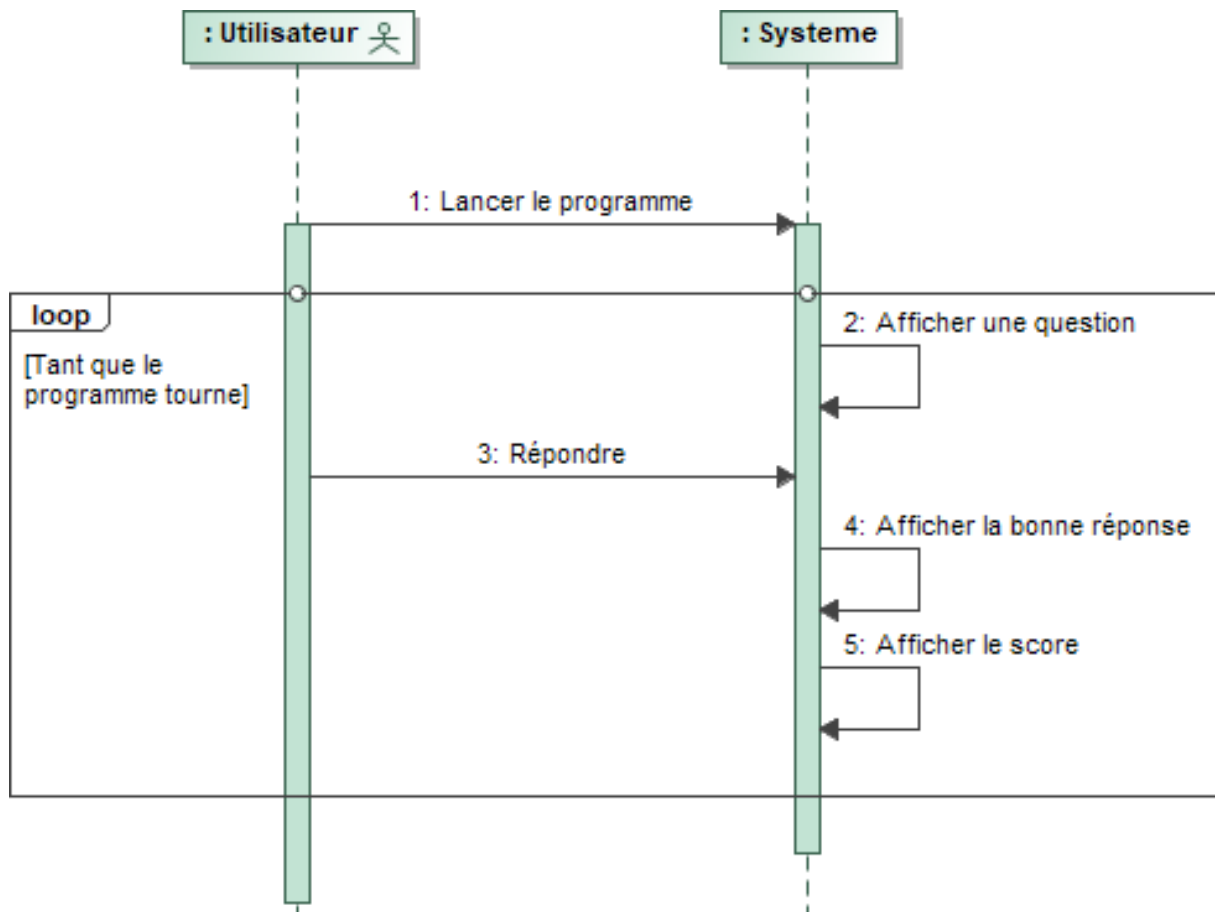 : Utilisateur
: Systeme
1: Lancer le programme
loop
[Tant que le
programme tourne]
2: Afficher une question
3: Répondre
4: Afficher la bonne réponse
5: Afficher le score